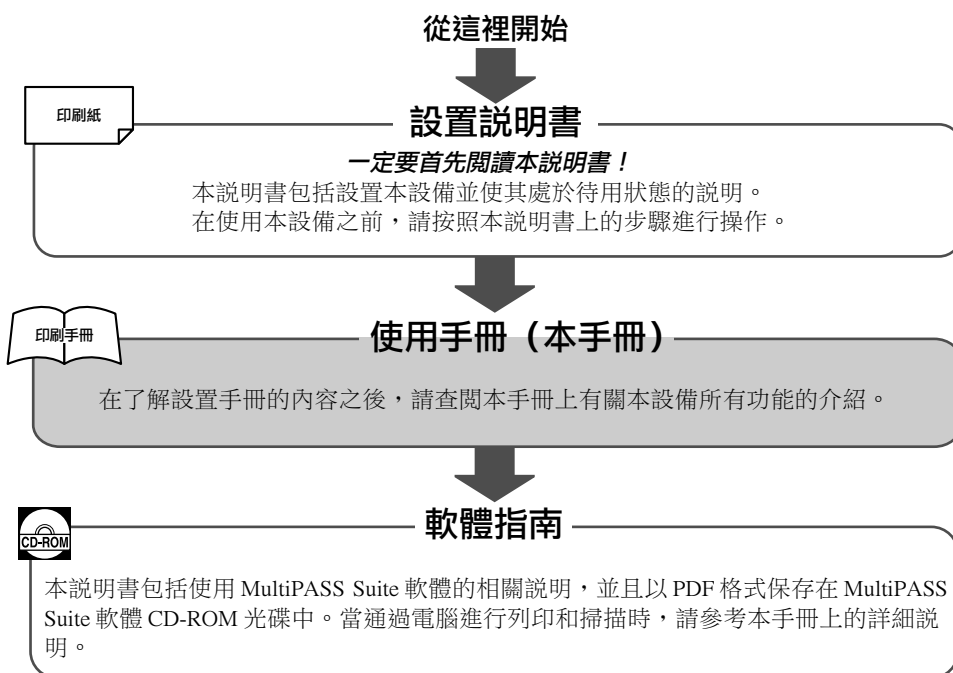 從這裡開始
印刷紙
設置説明書
一定要首先閱讀本説明書！
本説明書包括設置本設備並使其處於待用狀態的説明。
在使用本設備之前，請按照本説明書上的步驟進行操作。
印刷手冊
使用手冊（本手冊）
在了解設置手冊的內容之後，請查閱本手冊上有關本設備所有功能的介紹。
CD-ROM
軟體指南
本説明書包括使用 MultiPASS Suite 軟體的相關説明，並且以 PDF 格式保存在 MultiPASS
Suite 軟體 CD-ROM 光碟中。當通過電腦進行列印和掃描時，請參考本手冊上的詳細説
明。